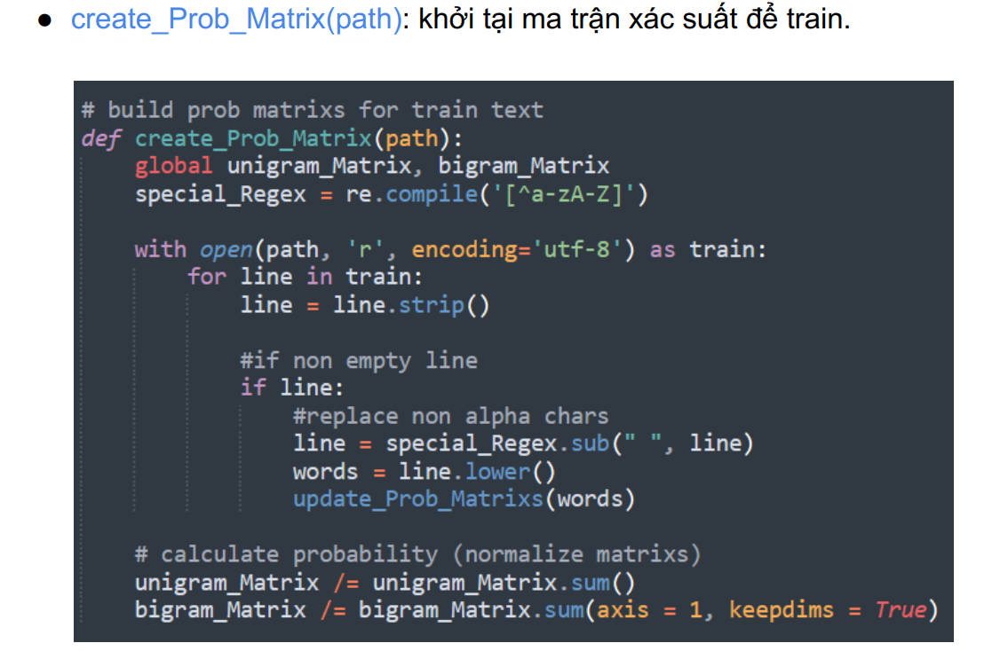 ● create_Prob_Matrix(path): khởi tại ma trận xác suất để train.
# build prob matrixs for train text
def create_Prob_Matrix(path):
    global unigram_Matrix, bigram_Matrix
    special_Regex = re.compile('[^a-zA-Z]')
    with open(path, 'r', encoding='utf-8') as train:
        for line in train:
            line = line.strip()
            #if non empty line
            if line:
                #replace non alpha chars
                line = special_Regex.sub(" ", line)
                words = line.lower()
                update_Prob_Matrixs(words)
    # calculate probability (normalize matrixs)
    unigram_Matrix /= unigram_Matrix.sum()
    bigram_Matrix /= bigram_Matrix.sum(axis = 1, keepdims = True)